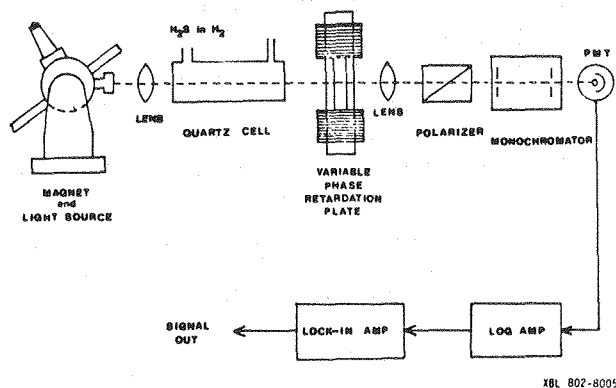 H2S in H2
PMT
LENS
LENS
QUARTZ CELL
POLARIZER
MONOCHROMATOR
VARIABLE
PHASE
RETARDATION
PLATE
MAGNET
and
LIGHT SOURCE
SIGNAL
OUT
LOCK-IN AMP
LOG AMP
XBL 802-8005